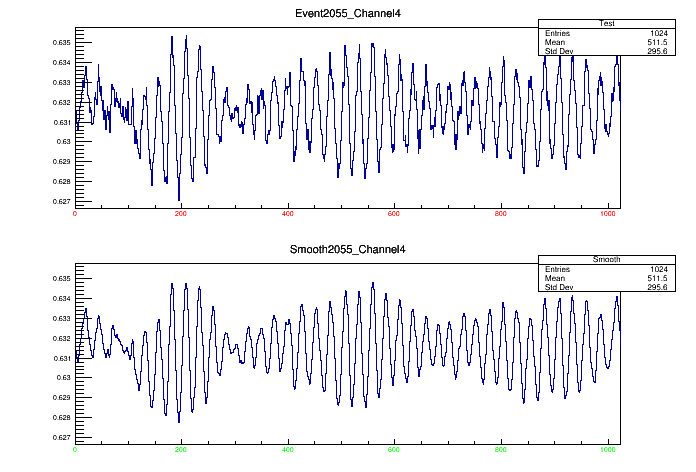 Event2055_Channel4
Test
Entries 1024
Mean 511.5
Std Dev 295.6
0.635
0.634
0.633
0.632
0.631
0.63
0.629
0.628
0.627
0 200 400 600 800 1000
Smooth2055_Channel4
Smooth
Entries 1024
Mean 511.5
Std Dev 295.6
0.635
0.634
0.633
0.632
0.631
0.63
0.629
0.628
0.627
0 200 400 600 800 1000